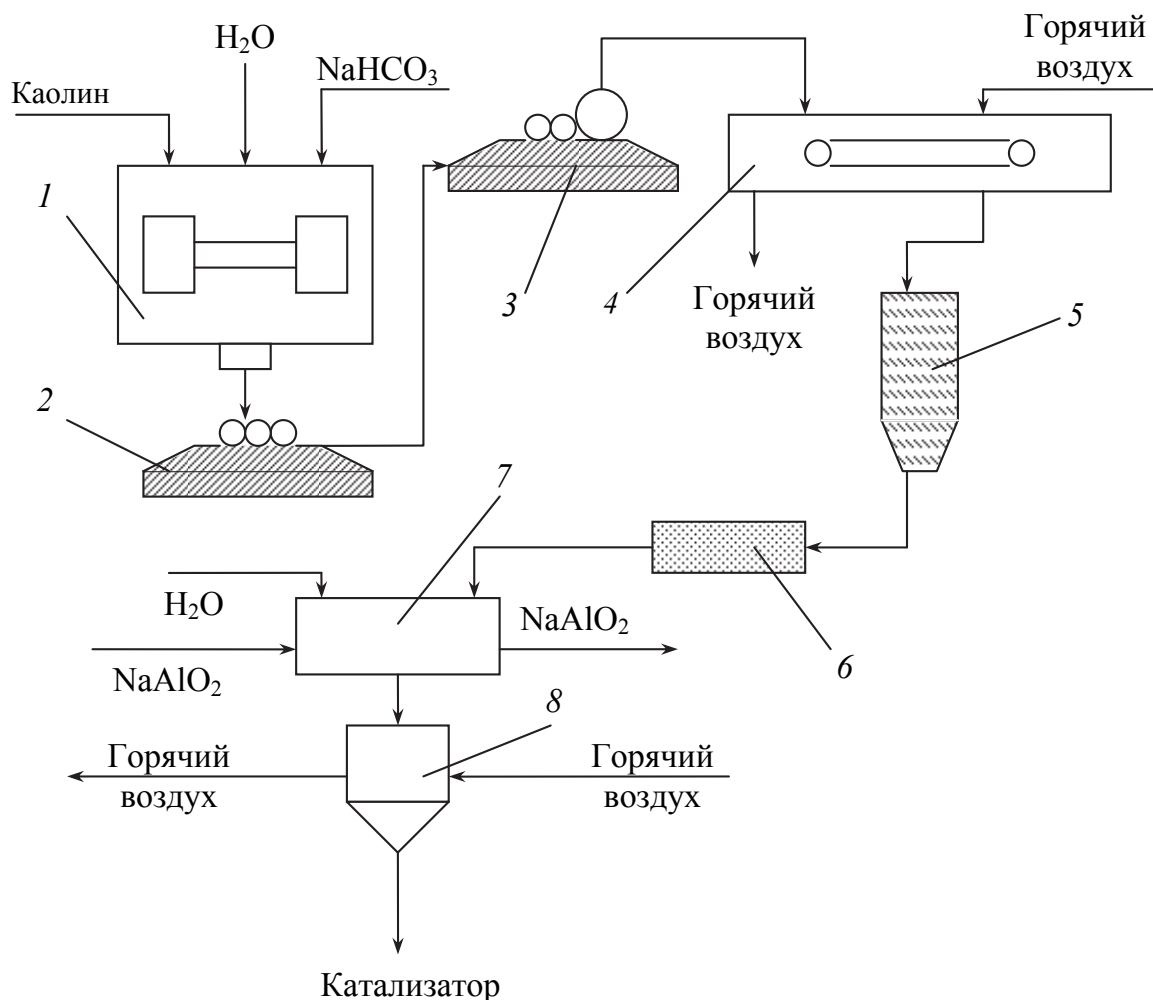 H₂O
NaHCO₃
Каолин
Горячий
воздух
1
2
3
4
Горячий
воздух
5
6
7
H₂O
NaAlO₂
NaAlO₂
8
Горячий
воздух
Горячий
воздух
Катализатор